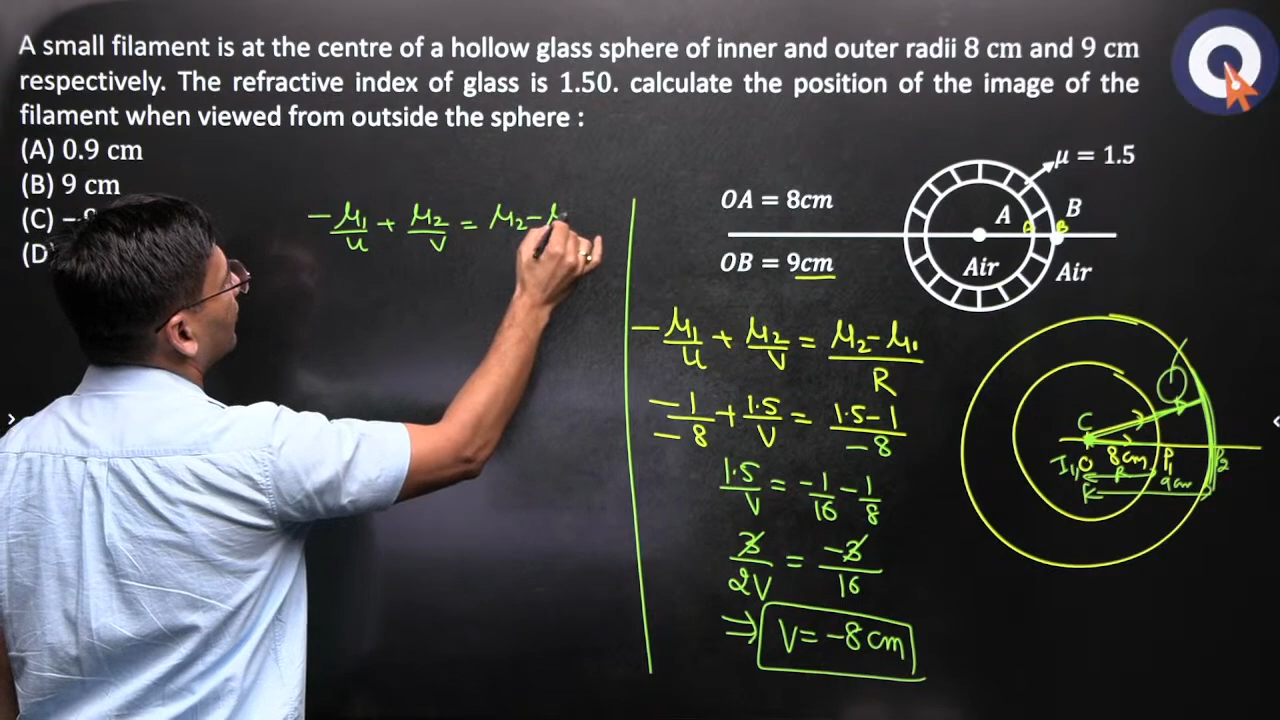 A small filament is at the centre of a hollow glass sphere of inner and outer radii 8 cm and 9 cm
respectively. The refractive index of glass is 1.50. calculate the position of the image of the
filament when viewed from outside the sphere :
(A) 0.9 cm
(B) 9 cm
(C) –
(D)
OA = 8cm
OB = 9cm
μ = 1.5
A
B
A
B
Air
Air
-μ1/u + μ2/v = μ2-
-μ1/u + μ2/v = μ2-μ1/R
-1/-8 + 1.5/v = 1.5-1/-8
1.5/v = -1/16 - 1/8
3/2v = -3/16
⇒ v = -8cm
C
I1, O
8cm
P1
P2
R
9cm